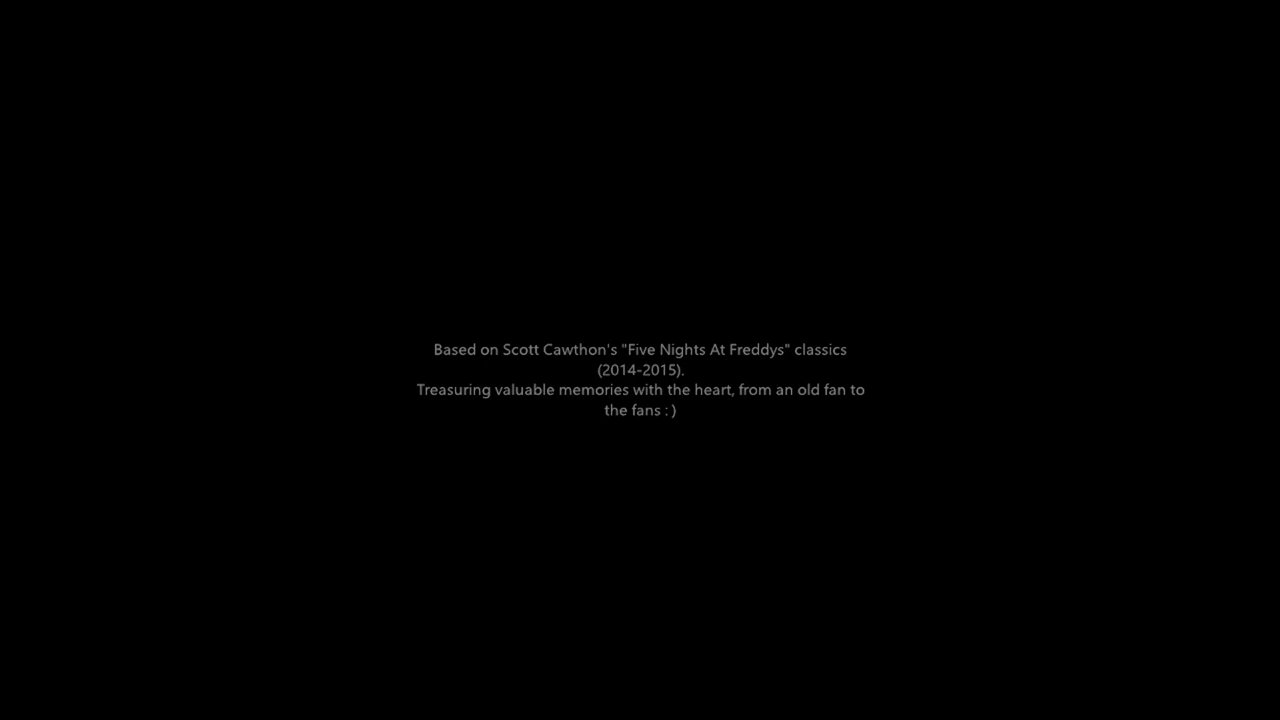 Based on Scott Cawthon's "Five Nights At Freddys" classics
(2014-2015).
Treasuring valuable memories with the heart, from an old fan to
the fans : )